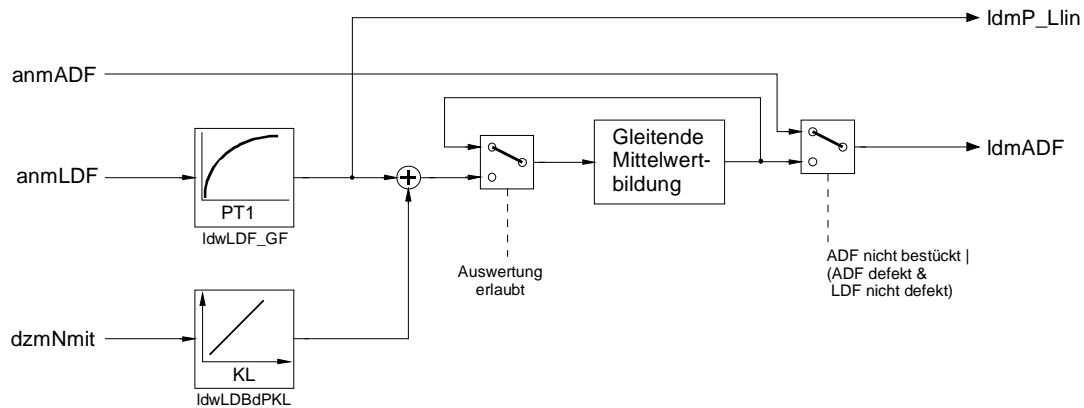 ldmP_Llin
anmADF
ldmADF
anmLDF
PT1
ldwLDF_GF
Gleitende
Mittelwert-
bildung
Auswertung
erlaubt
ADF nicht bestückt |
(ADF defekt &
LDF nicht defekt)
dzmNmit
KL
ldwLDBdPKL